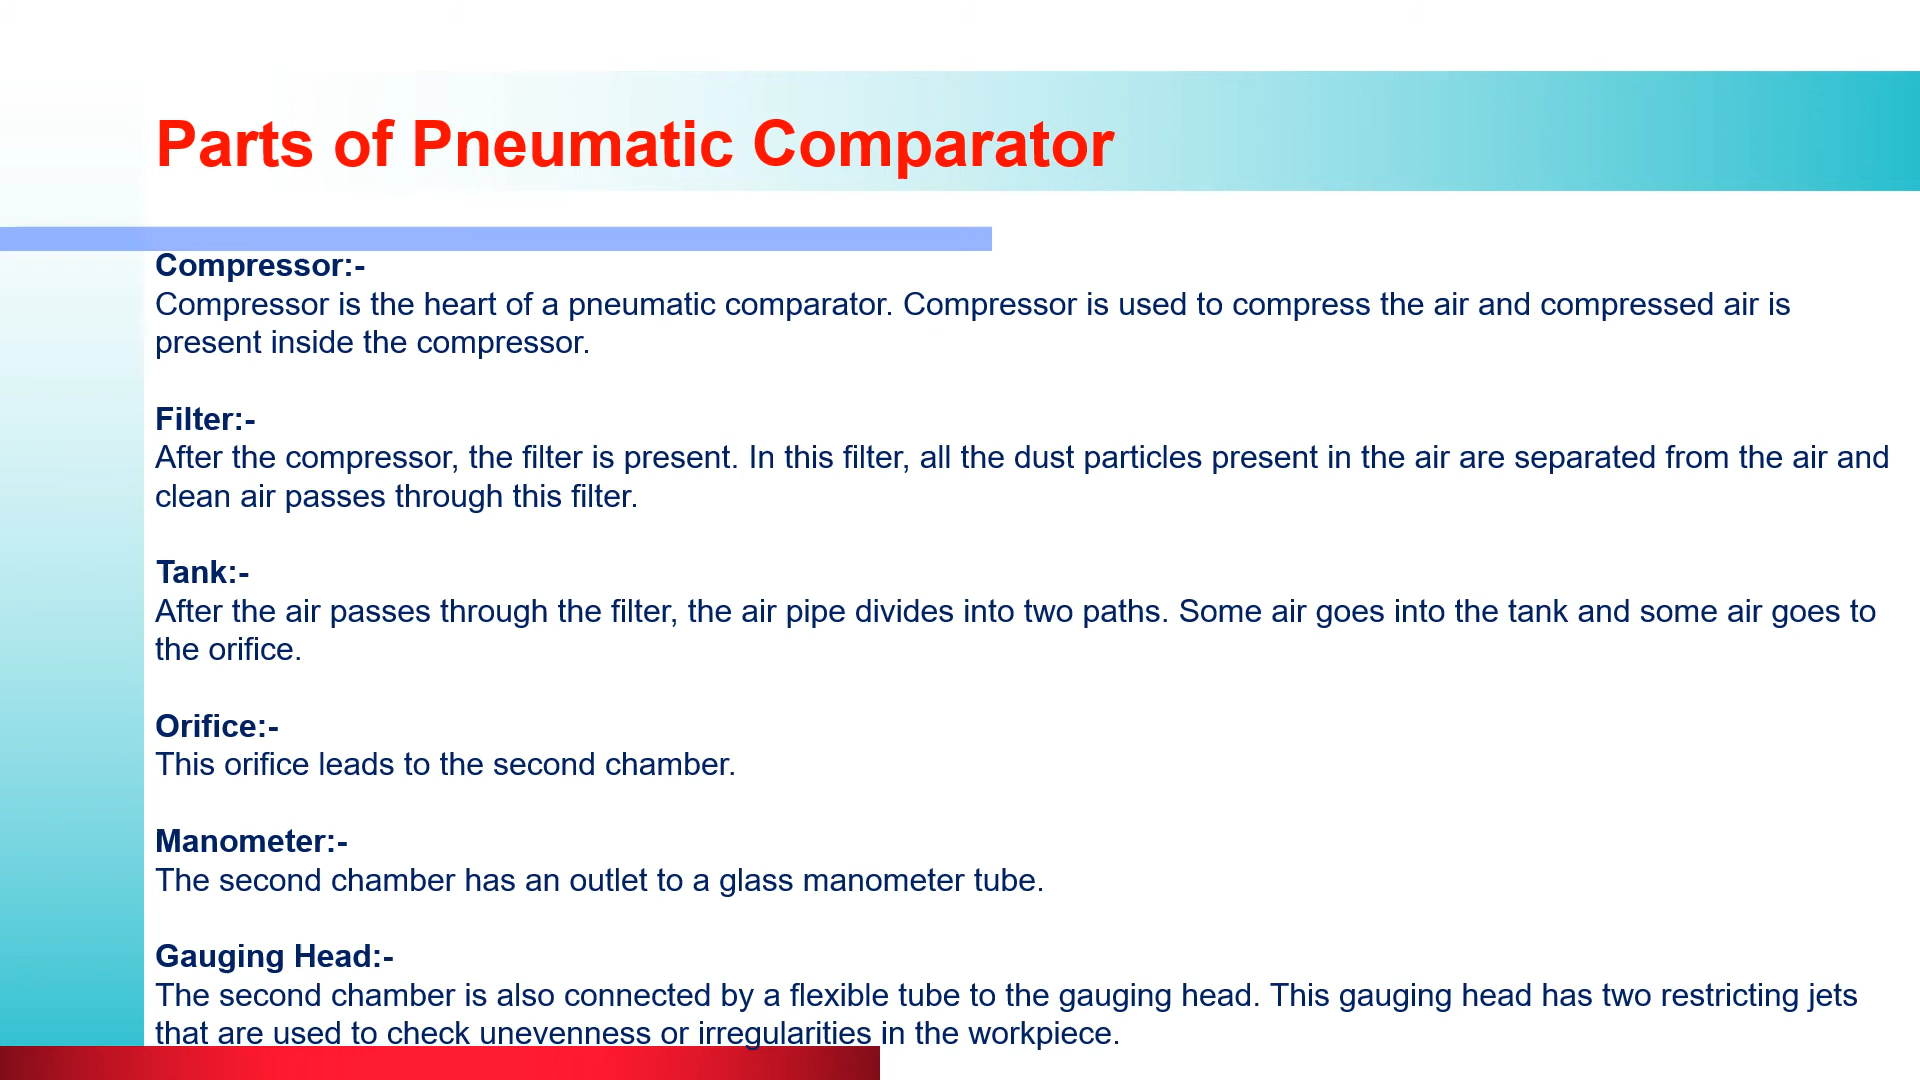 Parts of Pneumatic Comparator
Compressor:-
Compressor is the heart of a pneumatic comparator. Compressor is used to compress the air and compressed air is
present inside the compressor.
Filter:-
After the compressor, the filter is present. In this filter, all the dust particles present in the air are separated from the air and
clean air passes through this filter.
Tank:-
After the air passes through the filter, the air pipe divides into two paths. Some air goes into the tank and some air goes to
the orifice.
Orifice:-
This orifice leads to the second chamber.
Manometer:-
The second chamber has an outlet to a glass manometer tube.
Gauging Head:-
The second chamber is also connected by a flexible tube to the gauging head. This gauging head has two restricting jets
that are used to check unevenness or irregularities in the workpiece.